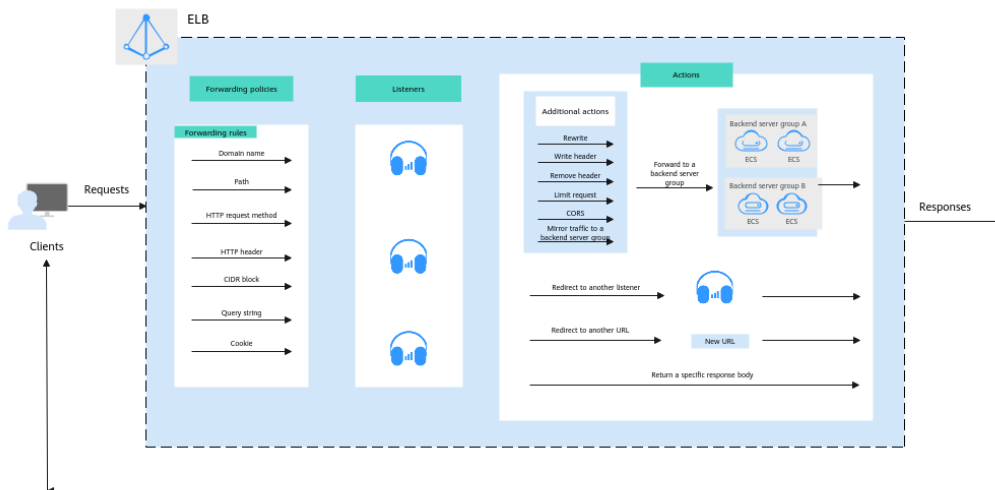 ELB
Forwarding policies
Listeners
Actions
Forwarding rules
Domain name
Path
HTTP request method
HTTP header
CIDR block
Query string
Cookie
Additional actions
Rewrite
Write header
Remove header
Limit request
CORS
Mirror traffic to a
backend server group
Forward to a
backend server
group
Backend server group A
ECS
ECS
Backend server group B
ECS
ECS
Redirect to another listener
Redirect to another URL
New URL
Return a specific response body
Requests
Clients
Responses